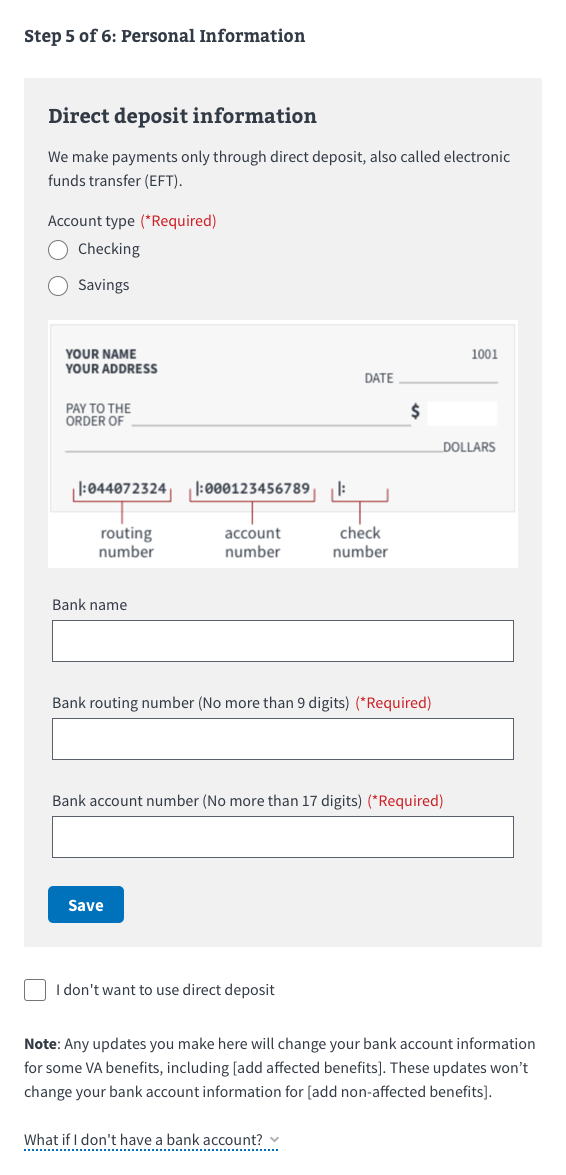 Step 5 of 6: Personal Information
Direct deposit information
We make payments only through direct deposit, also called electronic
funds transfer (EFT).
Account type (*Required)
Checking
Savings
YOUR NAME
YOUR ADDRESS
1001
DATE
PAY TO THE
ORDER OF
$
DOLLARS
|:044072324
|:000123456789
|:
routing
number
account
number
check
number
Bank name
Bank routing number (No more than 9 digits) (*Required)
Bank account number (No more than 17 digits) (*Required)
Save
I don't want to use direct deposit
Note: Any updates you make here will change your bank account information
for some VA benefits, including [add affected benefits]. These updates won’t
change your bank account information for [add non-affected benefits].
What if I don't have a bank account?